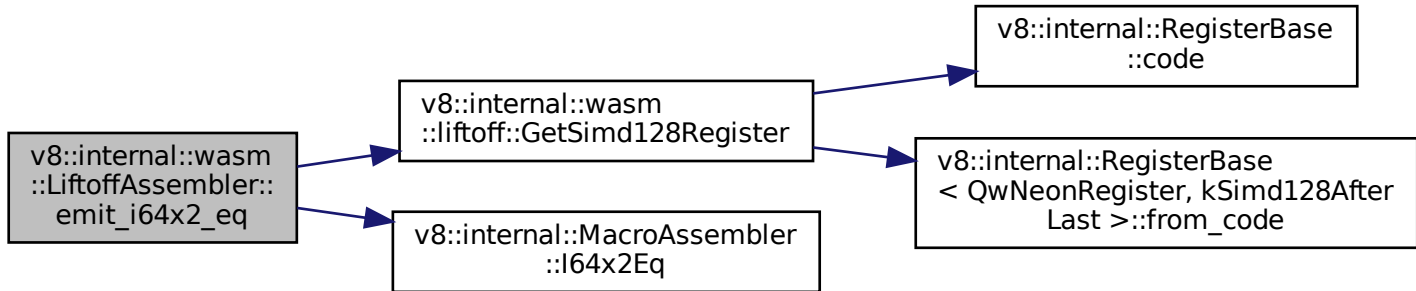 v8::internal::wasm
::LiftoffAssembler::
emit_i64x2_eq
v8::internal::wasm
::liftoff::GetSimd128Register
v8::internal::MacroAssembler
::I64x2Eq
v8::internal::RegisterBase
::code
v8::internal::RegisterBase
< QwNeonRegister, kSimd128After
Last >::from_code